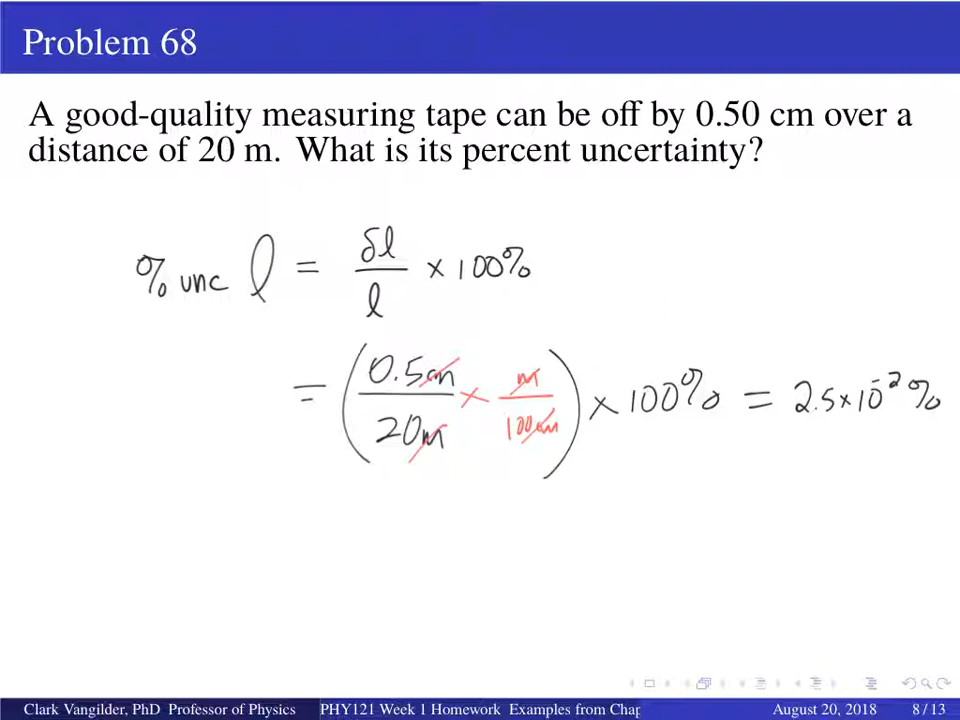 Problem 68
A good-quality measuring tape can be off by 0.50 cm over a
distance of 20 m. What is its percent uncertainty?
% unc l = δl/l × 100%
= (0.5cm/20m × m/100cm) × 100% = 2.5×10⁻²%
Clark Vangilder, PhD Professor of Physics PHY121 Week 1 Homework Examples from Chap August 20, 2018 8 / 13